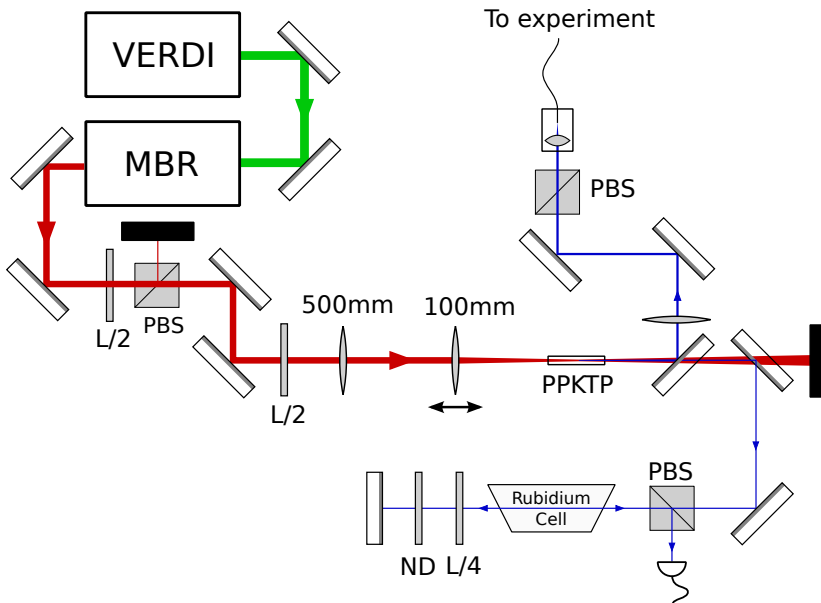 To experiment
VERDI
MBR
PBS
L/2
PBS
500mm
100mm
L/2
PPKTP
PBS
Rubidium
Cell
ND
L/4